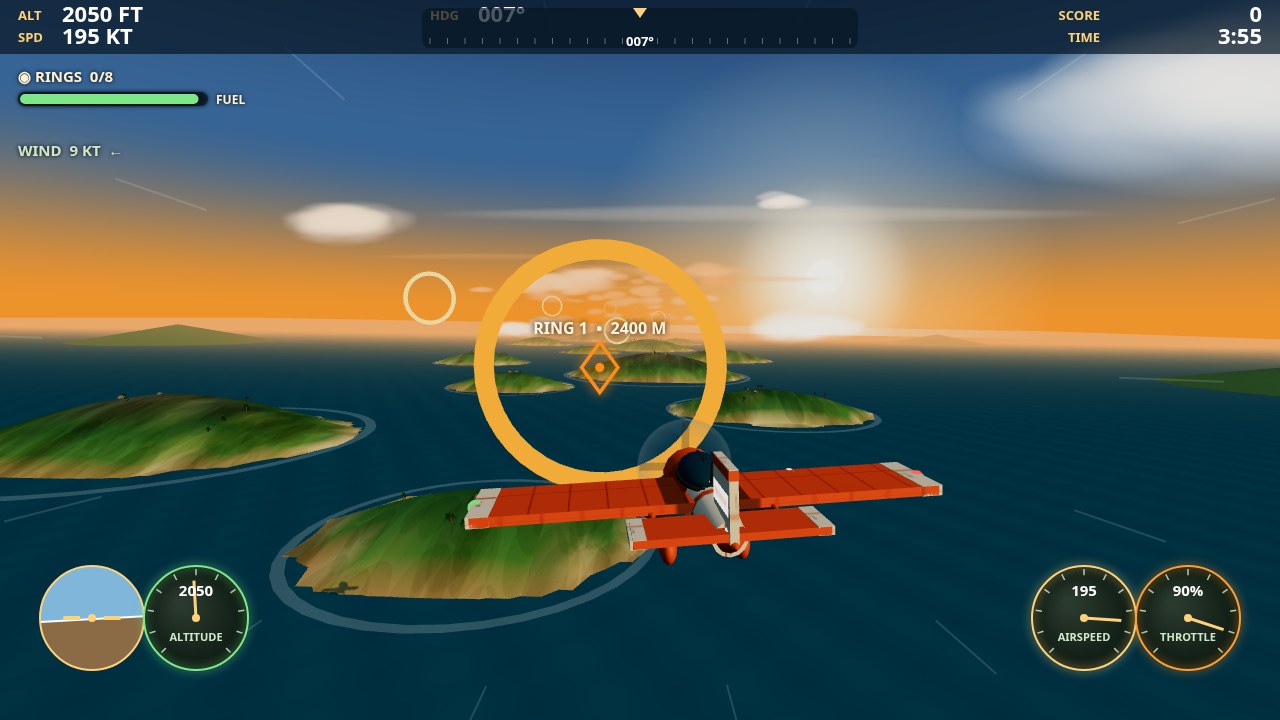 ALT 2050 FT
SPD 195 KT
HDG 007°
007°
SCORE 0
TIME 3:55
◉ RINGS 0/8
FUEL
WIND 9 KT ←
RING 1 • 2400 M
2050
ALTITUDE
195
AIRSPEED
90%
THROTTLE